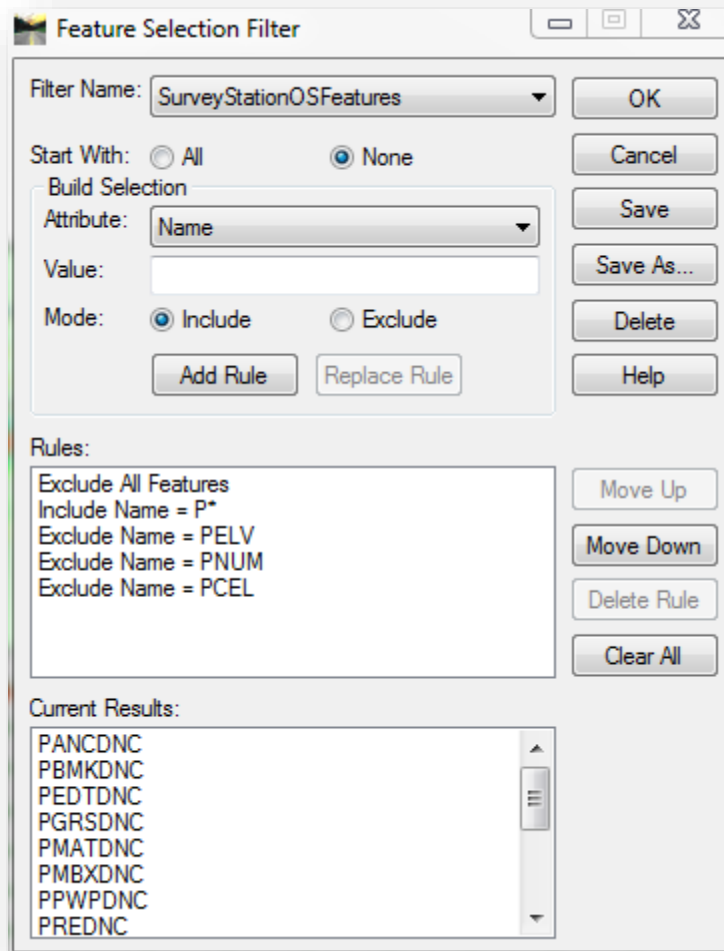 Feature Selection Filter
Filter Name: SurveyStationOSFeatures OK
Start With: All None Cancel
Build Selection
Attribute: Name Save
Value: Save As...
Mode: Include Exclude Delete
Add Rule Replace Rule Help
Rules:
Exclude All Features Move Up
Include Name = P*
Exclude Name = PELV Move Down
Exclude Name = PNUM
Exclude Name = PCEL Delete Rule
Clear All
Current Results:
PANCDNC
PBMKDNC
PEDTDNC
PGRSDNC
PMATDNC
PMBXDNC
PPWPDNC
PREDNC